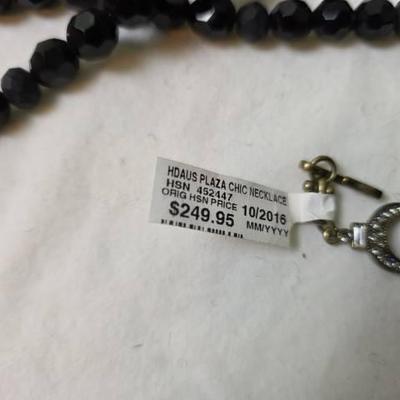 HDAUS PLAZA CHIC NECKLACE
HSN 452447
ORIG HSN PRICE 10/2016
$249.95 MM/YYYY